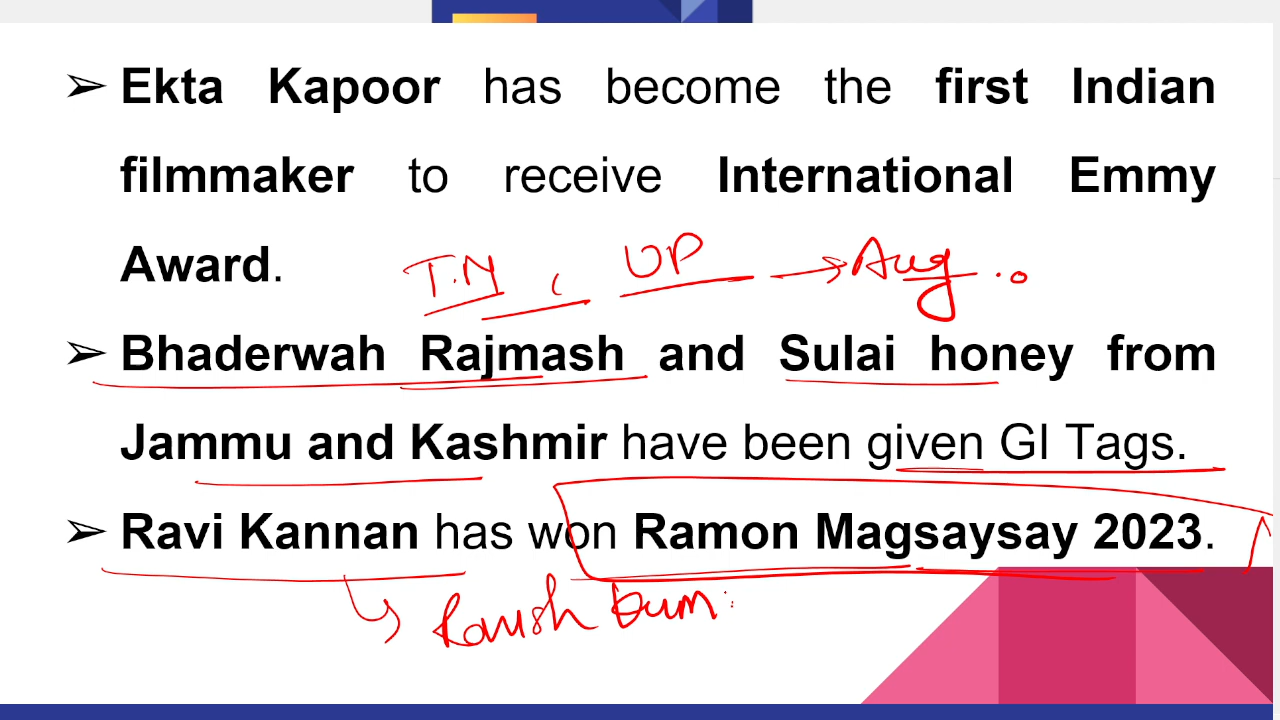 ➢ Ekta Kapoor has become the first Indian
filmmaker to receive International Emmy
Award.
T.N , UP → Aug ..
➢ Bhaderwah Rajmash and Sulai honey from
Jammu and Kashmir have been given GI Tags.
➢ Ravi Kannan has won Ramon Magsaysay 2023.